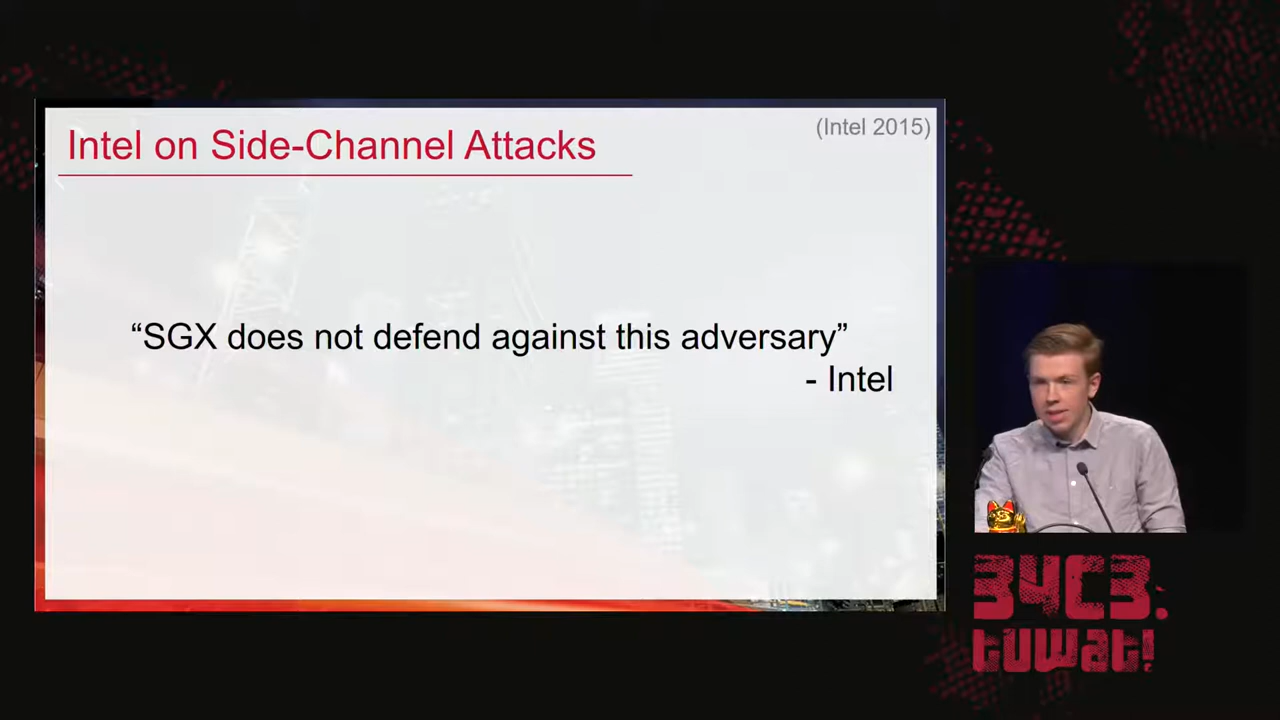 Intel on Side-Channel Attacks
(Intel 2015)
“SGX does not defend against this adversary”
- Intel
34C3:
tuwat!